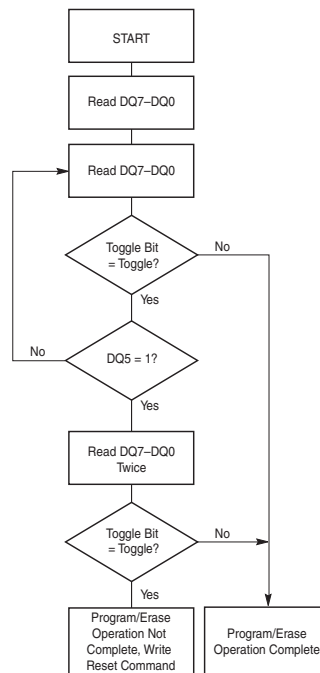 START
Read DQ7–DQ0
Read DQ7–DQ0
Toggle Bit
= Toggle?
No
Yes
No
DQ5 = 1?
Yes
Read DQ7–DQ0
Twice
Toggle Bit
= Toggle?
No
Yes
Program/Erase
Operation Not
Complete, Write
Reset Command
Program/Erase
Operation Complete